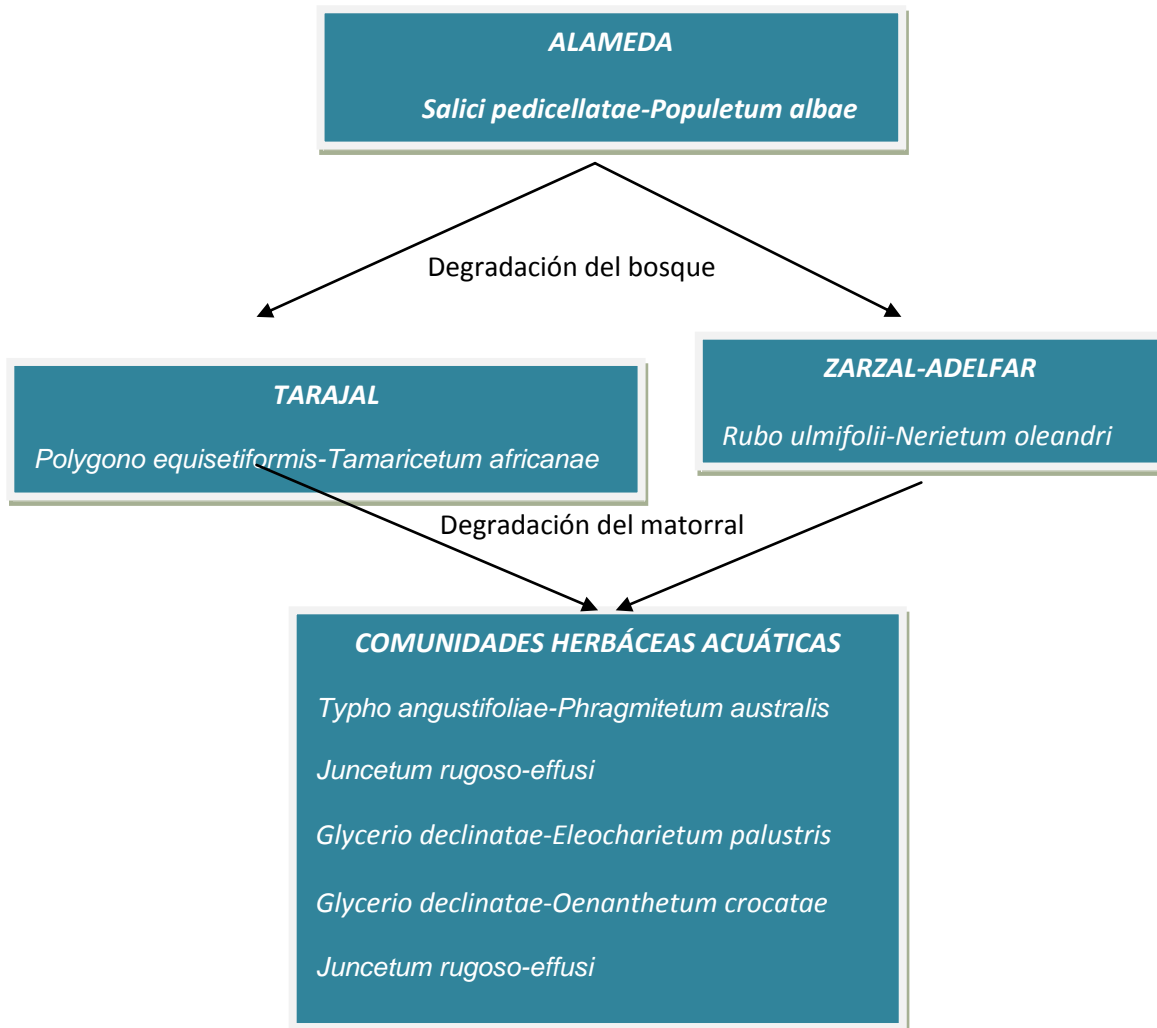 ALAMEDA
Salici pedicellatae-Populetum albae
Degradación del bosque
TARAJAL
Polygono equisetiformis-Tamaricetum africanae
ZARZAL-ADELFAR
Rubo ulmifolii-Nerietum oleandri
Degradación del matorral
COMUNIDADES HERBÁCEAS ACUÁTICAS
Typho angustifoliae-Phragmitetum australis
Juncetum rugoso-effusi
Glycerio declinatae-Eleocharietum palustris
Glycerio declinatae-Oenanthetum crocatae
Juncetum rugoso-effusi